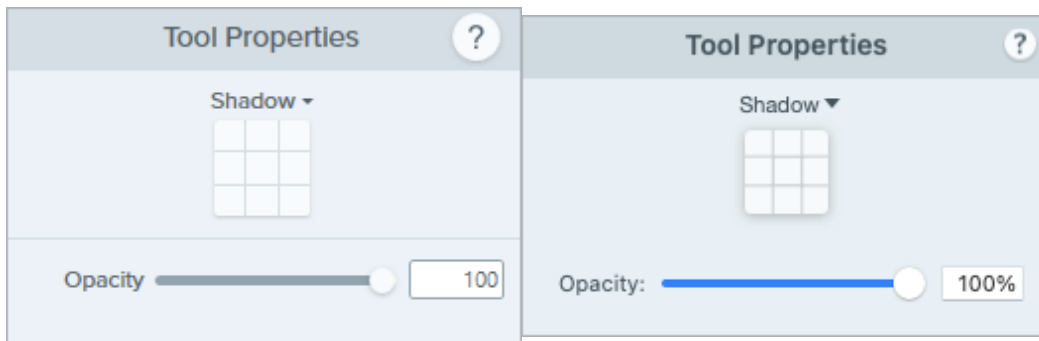 Tool Properties ?
Shadow
Opacity 100
Tool Properties ?
Shadow
Opacity: 100%